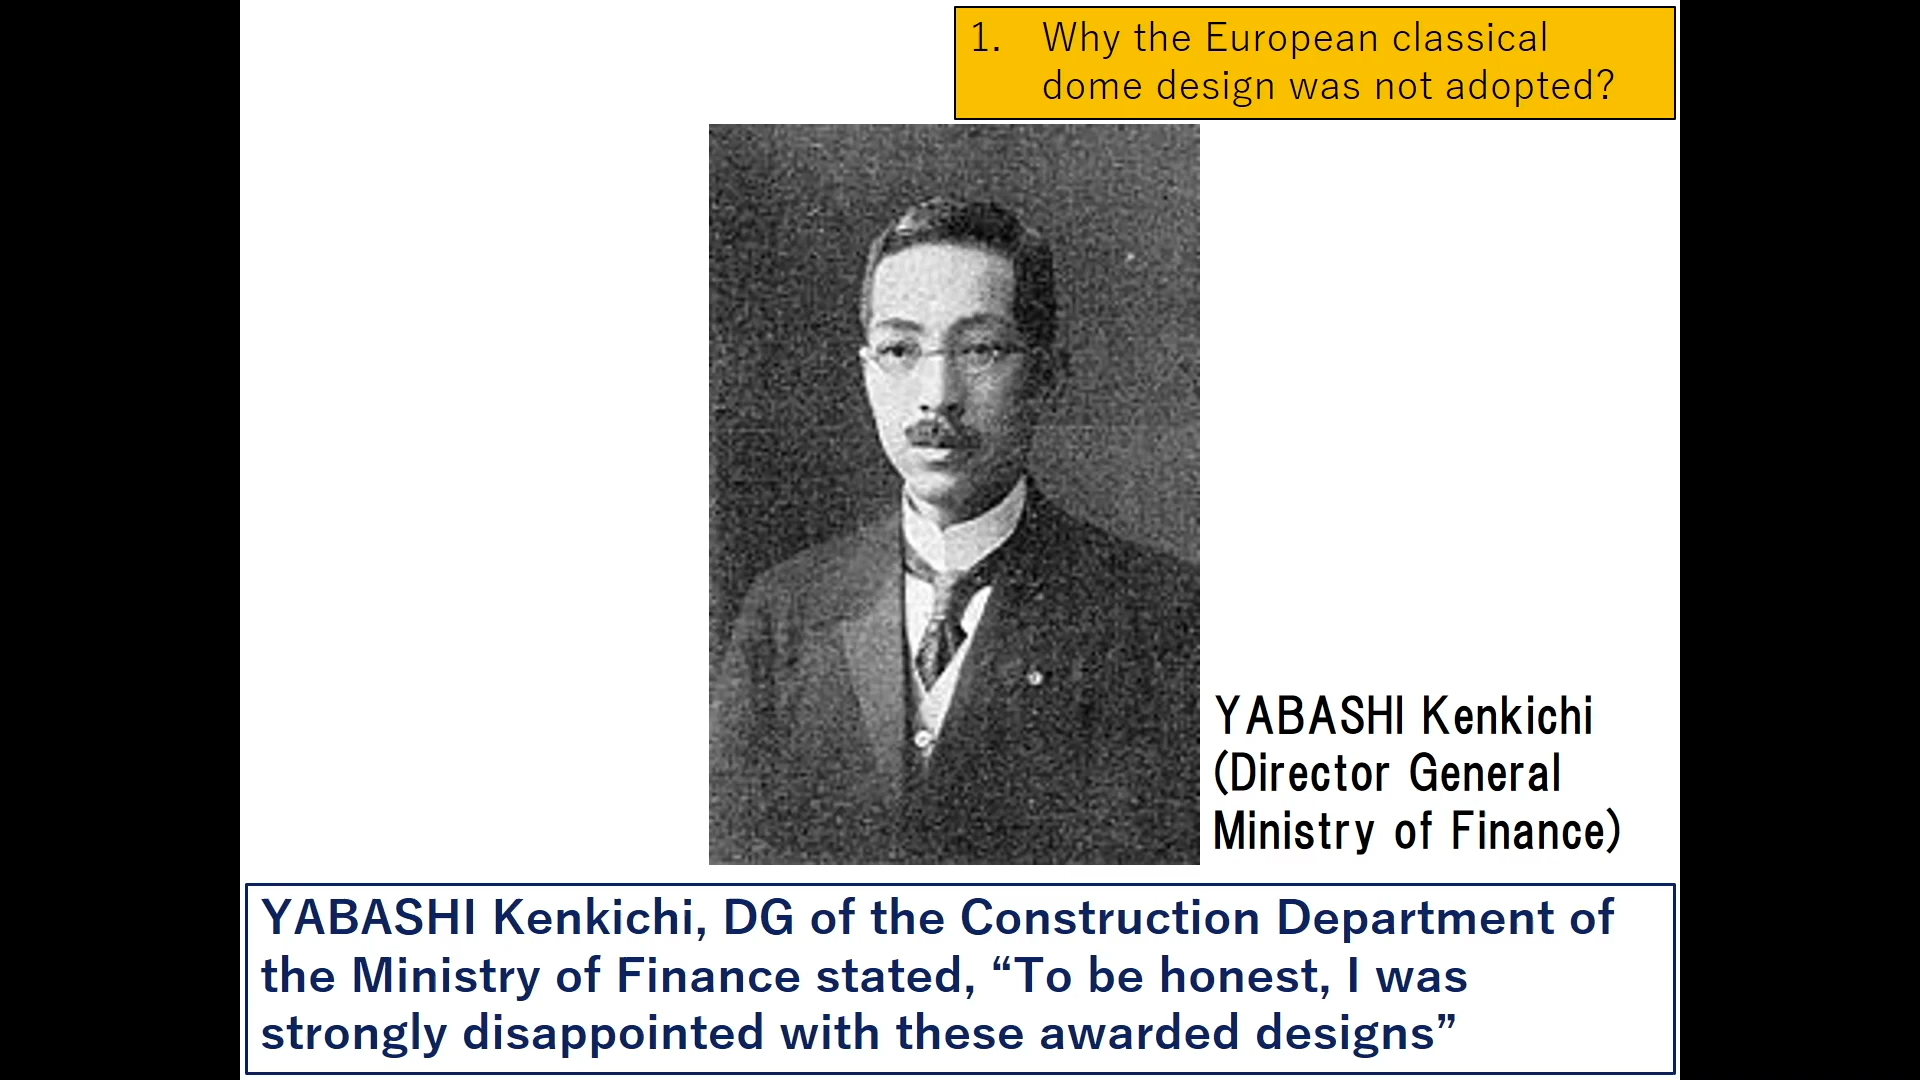 1. Why the European classical
dome design was not adopted?
YABASHI Kenkichi
(Director General
Ministry of Finance)
YABASHI Kenkichi, DG of the Construction Department of
the Ministry of Finance stated, “To be honest, I was
strongly disappointed with these awarded designs”